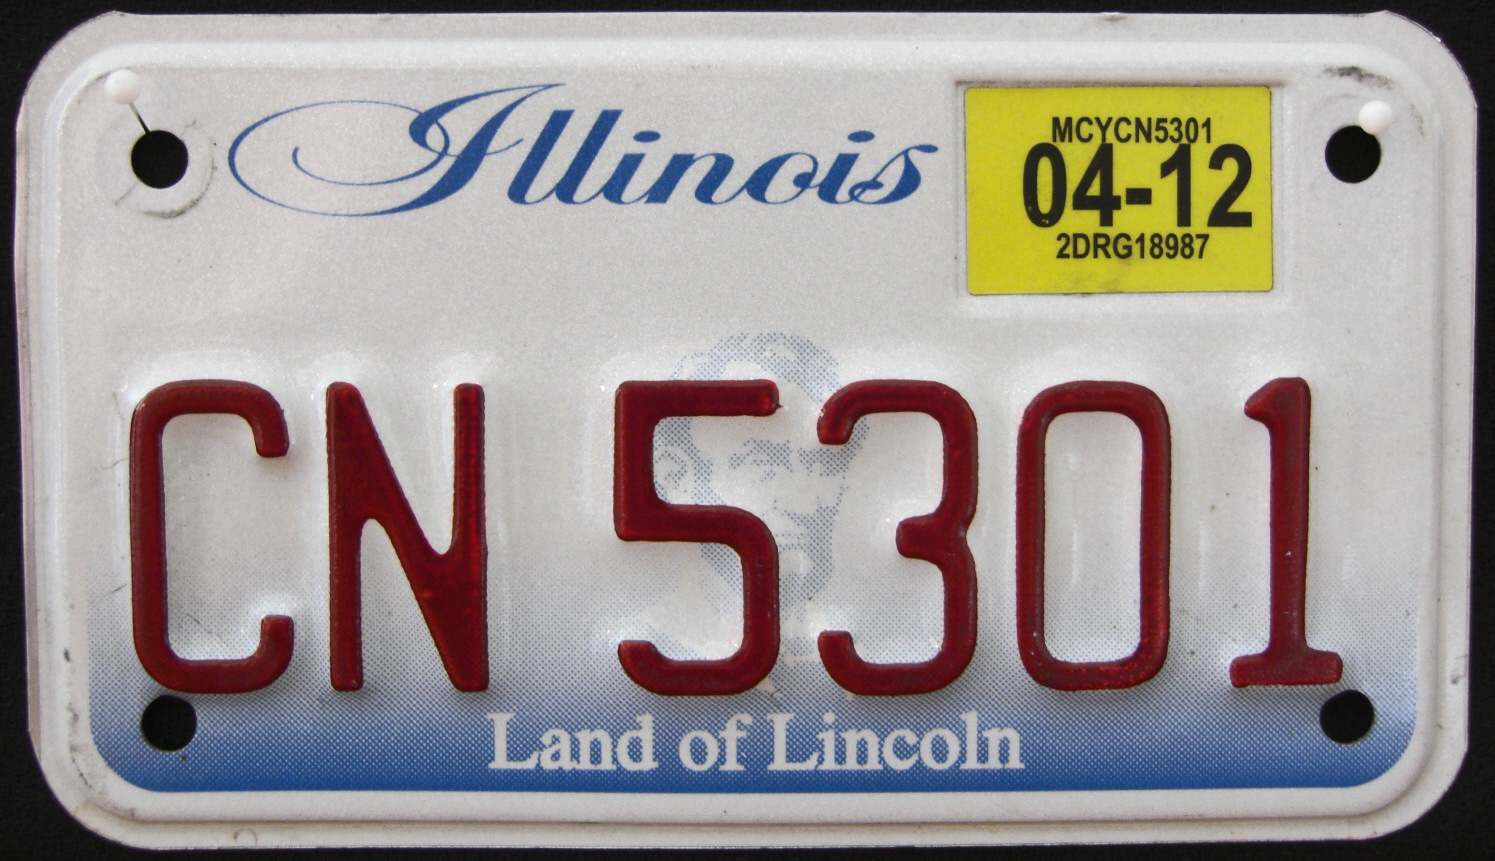 Illinois
MCYCN5301
04-12
2DRG18987
CN 5301
Land of Lincoln